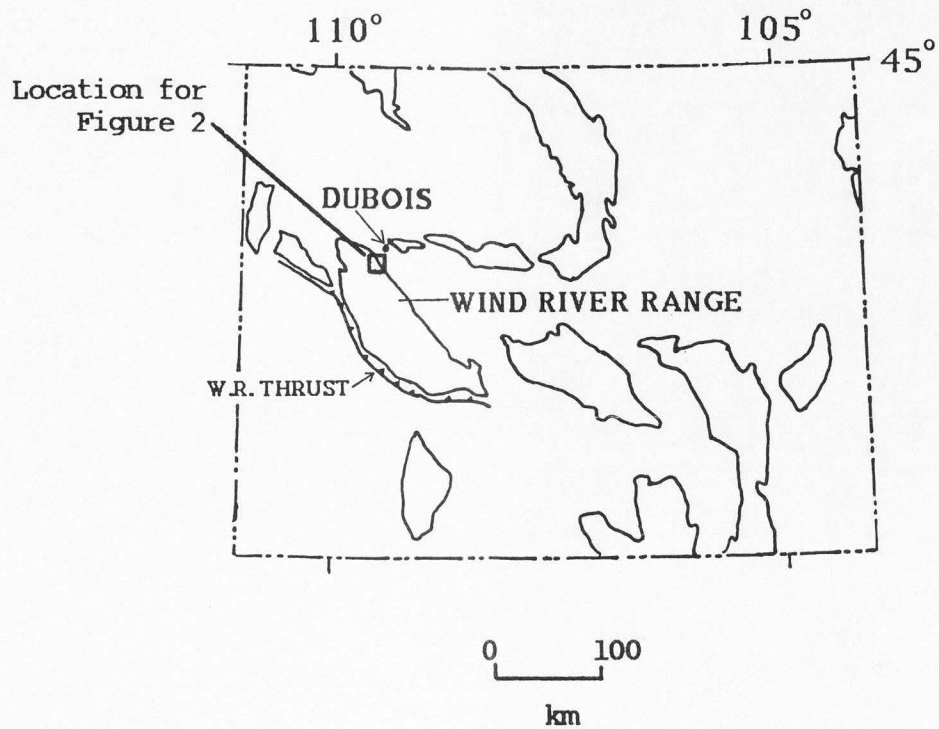 110°
105°
45°
Location for
Figure 2
DUBOIS
WIND RIVER RANGE
W.R. THRUST
0 100
km